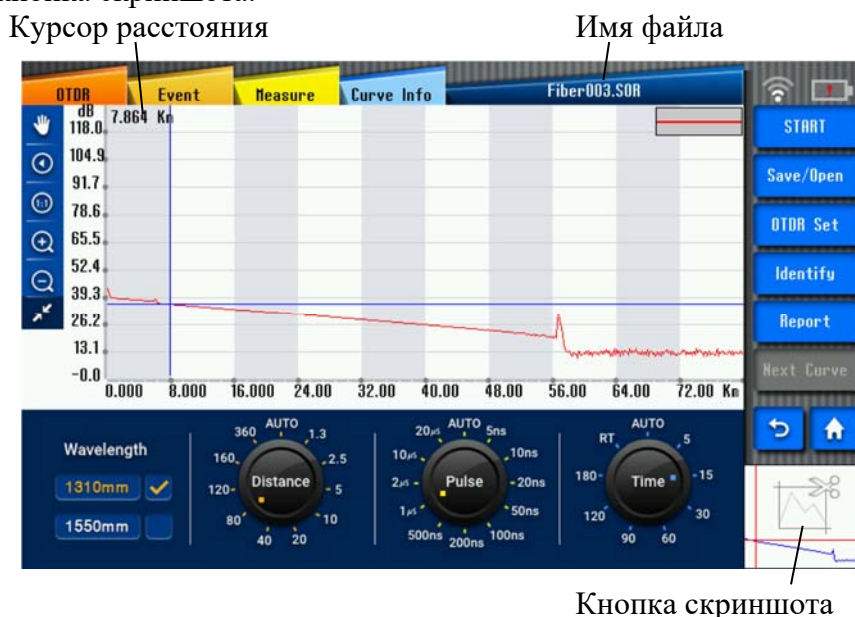 кнопка скриншота.
Курсор расстояния
Имя файла
OTDR
Event
Measure
Curve Info
Fiber003.SOR
dB
7.864 Km
118.0
104.9
91.7
78.6
65.5
52.4
39.3
26.2
13.1
-0.0
0.000 8.000 16.000 24.00 32.00 40.00 48.00 56.00 64.00 72.00 Km
1:1
START
Save/Open
OTDR Set
Identify
Report
Next Curve
Wavelength
1310mm
1550mm
Distance
AUTO
1.3
2.5
5
10
20
40
80
120
160
360
Pulse
AUTO
5ns
10ns
20ns
50ns
100ns
200ns
500ns
1µs
2µs
10µs
20µs
Time
AUTO
5
15
30
60
90
120
180
RT
Кнопка скриншота